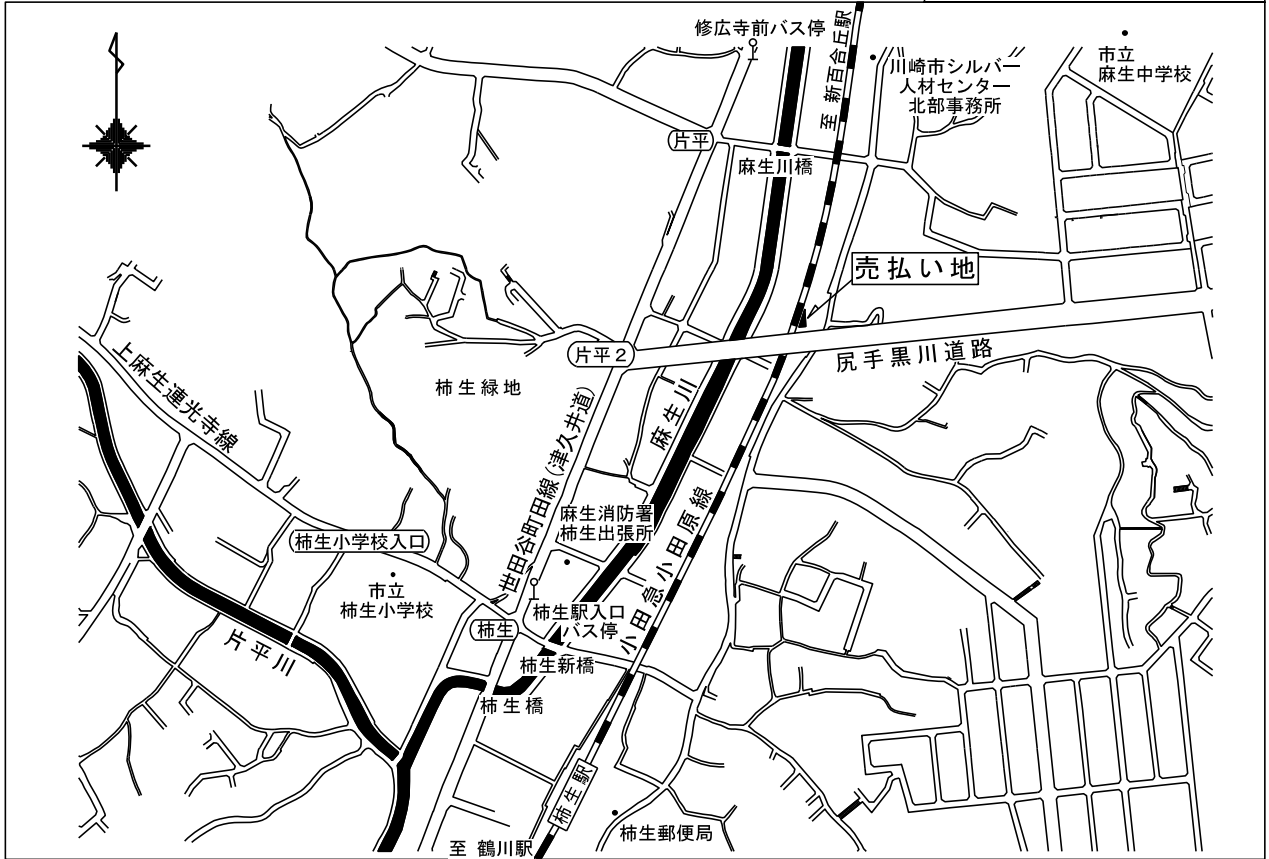 修広寺前バス停
至 新百合丘駅
川崎市シルバー
人材センター
北部事務所
市立
麻生中学校
片平
麻生川橋
売払い地
上麻生連光寺線
片平2
尻手黒川道路
柿生緑地
麻生川
世田谷町田線(津久井道)
小田急小田原線
麻生消防署
柿生出張所
柿生小学校入口
市立
柿生小学校
柿生駅入口
バス停
柿生
片平川
柿生新橋
柿生橋
柿生駅
柿生郵便局
至 鶴川駅